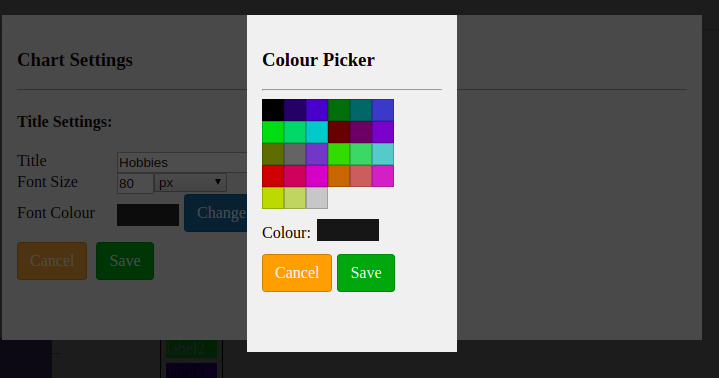 Chart Settings
Title Settings:
Title Hobbies
Font Size 80 px
Font Colour Change
Cancel Save
Colour Picker
Colour:
Cancel Save
label2